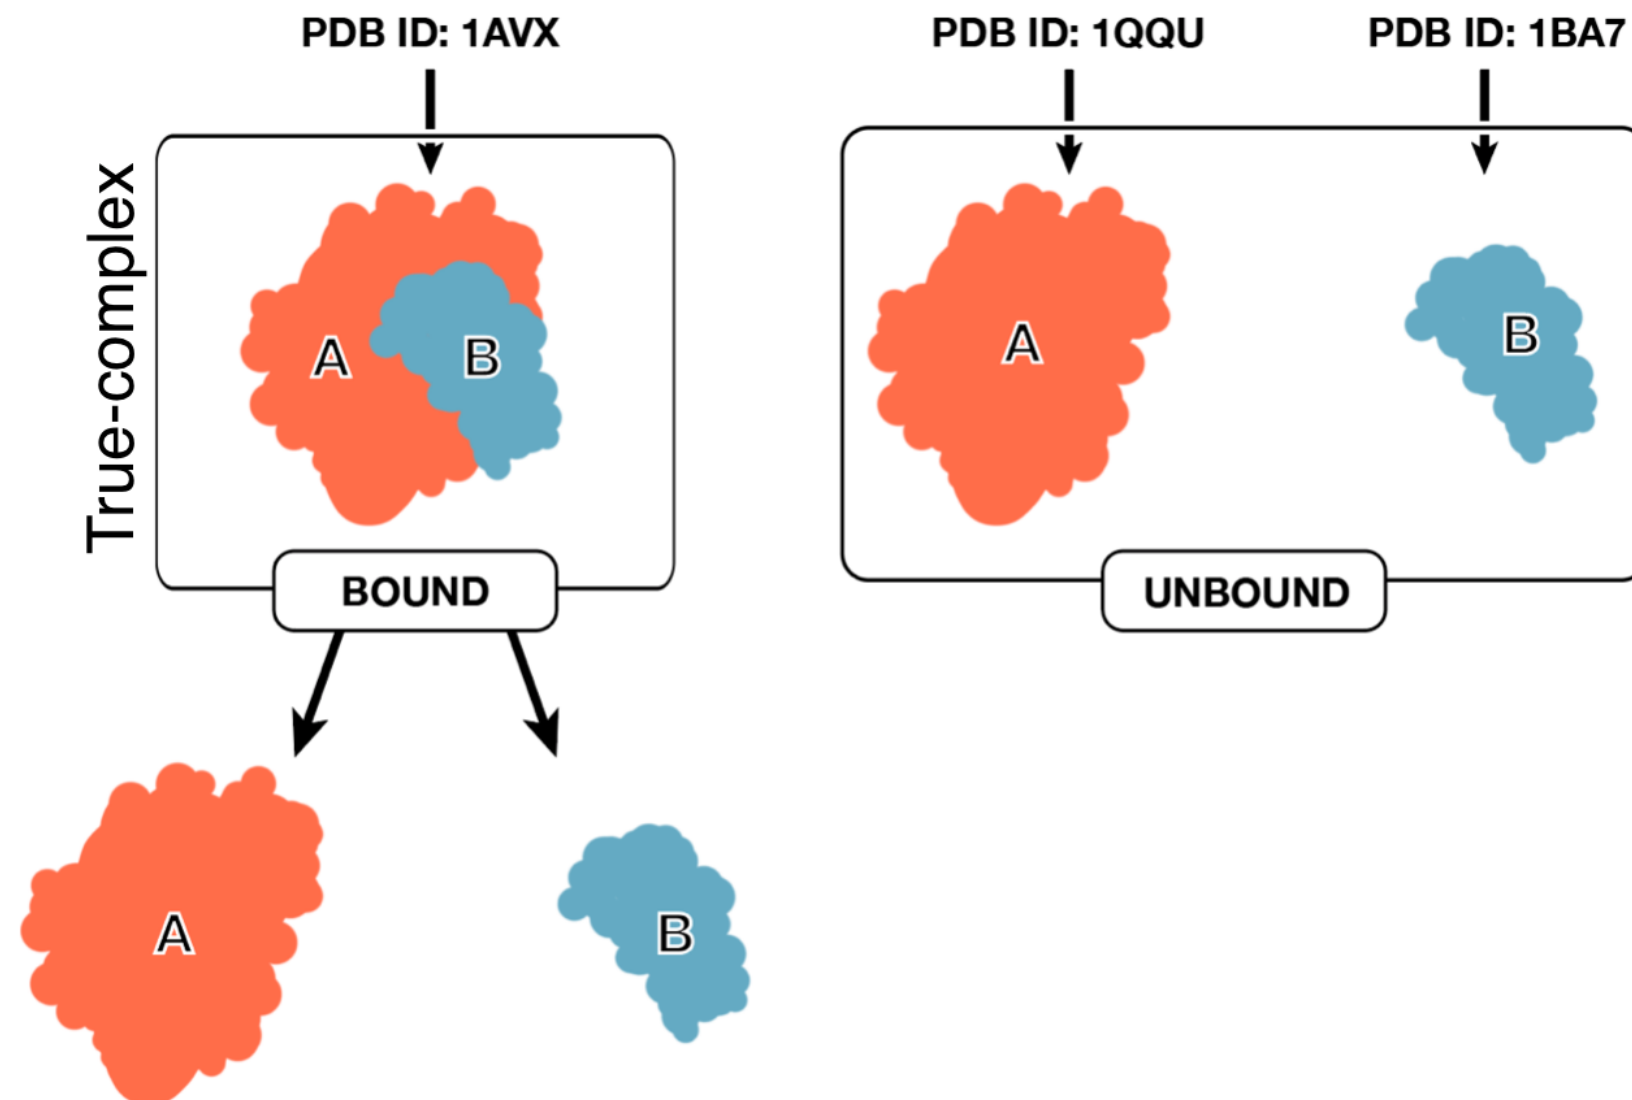 PDB ID: 1AVX
PDB ID: 1QQU
PDB ID: 1BA7
True-complex
A
B
A
B
BOUND
UNBOUND
A
B